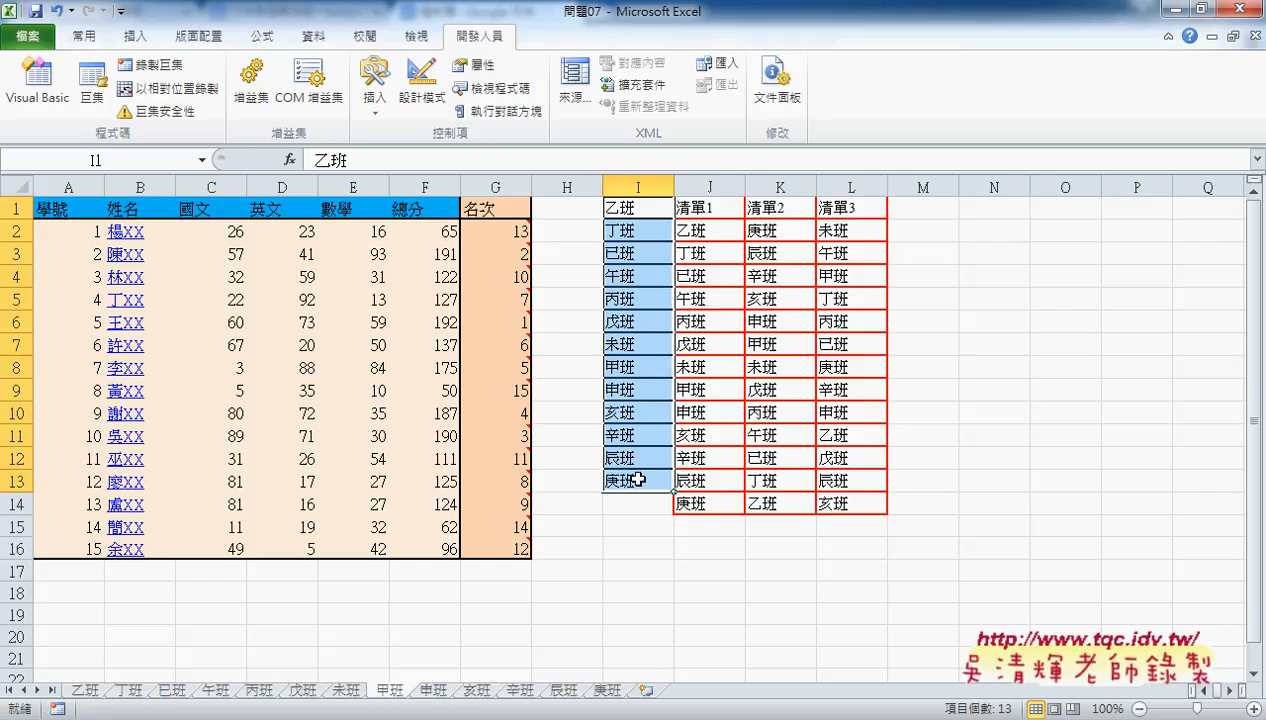 問題07 - Microsoft Excel
檔案 常用 插入 版面配置 公式 資料 校閱 檢視 開發人員
Visual Basic 巨集 錄製巨集 以相對位置錄製 巨集安全性 增益集 COM 增益集 插入 設計模式 屬性 檢視程式碼 執行對話方塊 來源... 對應內容 擴充套件 重新整理資料 匯入 匯出 文件面板
程式碼 增益集 控制項 XML 修改
I1 fx 乙班
A B C D E F G H I J K L M N O P Q
1 學號 姓名 國文 英文 數學 總分 名次 乙班 清單1 清單2 清單3
2 1 楊XX 26 23 16 65 13 丁班 乙班 庚班 未班
3 2 陳XX 57 41 93 191 2 已班 丁班 辰班 午班
4 3 林XX 32 59 31 122 10 午班 已班 辛班 甲班
5 4 丁XX 22 92 13 127 7 丙班 午班 亥班 丁班
6 5 王XX 60 73 59 192 1 戊班 丙班 申班 丙班
7 6 許XX 67 20 50 137 6 未班 戊班 甲班 已班
8 7 李XX 3 88 84 175 5 甲班 未班 未班 庚班
9 8 黃XX 5 35 10 50 15 申班 甲班 戊班 辛班
10 9 謝XX 80 72 35 187 4 亥班 申班 丙班 申班
11 10 吳XX 89 71 30 190 3 辛班 亥班 午班 乙班
12 11 巫XX 31 26 54 111 11 辰班 辛班 已班 戊班
13 12 廖XX 81 17 27 125 8 庚班 辰班 丁班 辰班
14 13 盧XX 81 16 27 124 9 庚班 乙班 亥班
15 14 簡XX 11 19 32 62 14
16 15 余XX 49 5 42 96 12
17
18
19
20
21
http://www.tqc.idv.tw/
吳清輝老師錄製
乙班 丁班 已班 午班 丙班 戊班 未班 甲班 申班 亥班 辛班 辰班 庚班
就緒 項目個數: 13 100%